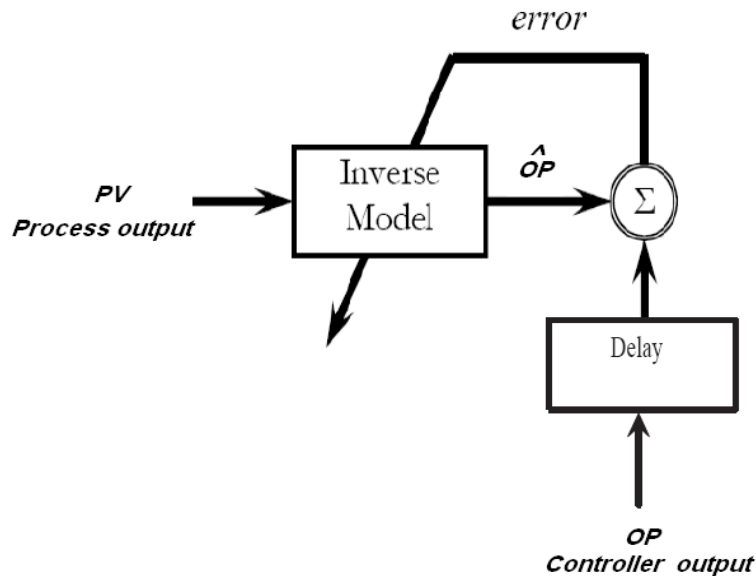 error
Inverse
Model
^
OP
PV
Process output
Σ
Delay
OP
Controller output